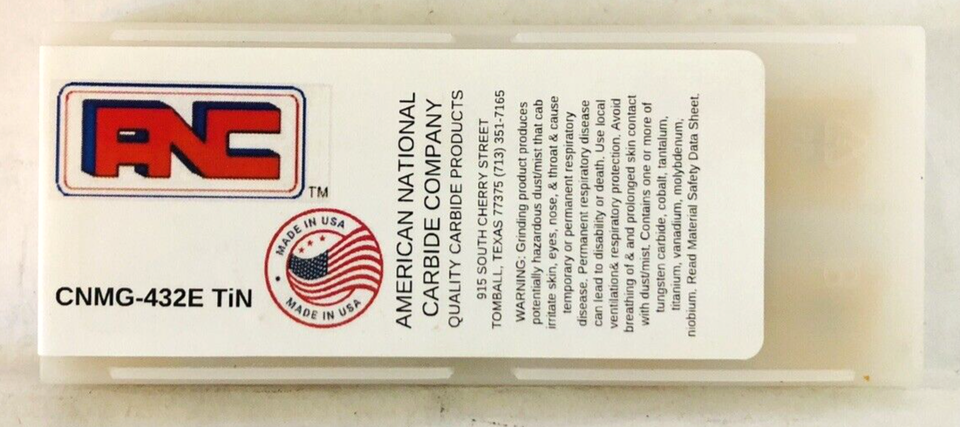 ANC
TM
MADE IN USA
MADE IN USA
CNMG-432E TiN
AMERICAN NATIONAL
CARBIDE COMPANY
QUALITY CARBIDE PRODUCTS
915 SOUTH CHERRY STREET
TOMBALL, TEXAS 77375 (713) 351-7165
WARNING: Grinding product produces
potentially hazardous dust/mist that cab
irritate skin, eyes, nose, & throat & cause
temporary or permanent respiratory
disease. Permanent respiratory disease
can lead to disability or death. Use local
ventilation& respiratory protection. Avoid
breathing of & and prolonged skin contact
with dust/mist. Contains one or more of
tungsten carbide, cobalt, tantalum,
titanium, vanadium, molybdenum,
niobium. Read Material Safety Data Sheet.